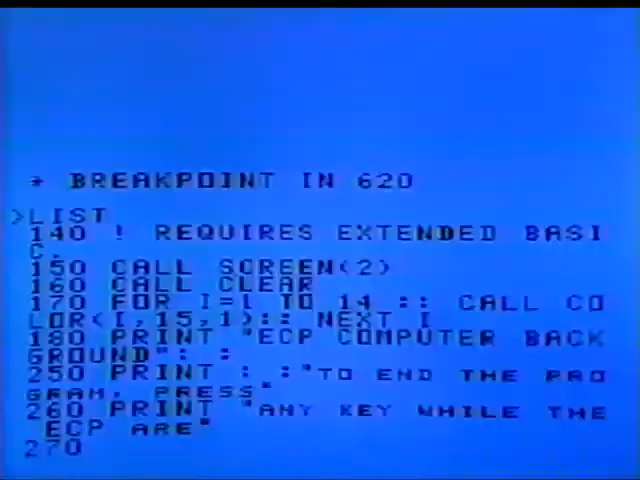 * BREAKPOINT IN 620
>LIST
140 ! REQUIRES EXTENDED BASI
C.
150 CALL SCREEN(2)
160 CALL CLEAR
170 FOR I=1 TO 14 :: CALL CO
LOR(I,15,1):: NEXT I
180 PRINT "ECP COMPUTER BACK
GROUND": :
250 PRINT : :"TO END THE PRO
GRAM, PRESS"
260 PRINT "ANY KEY WHILE THE
ECP ARE"
270